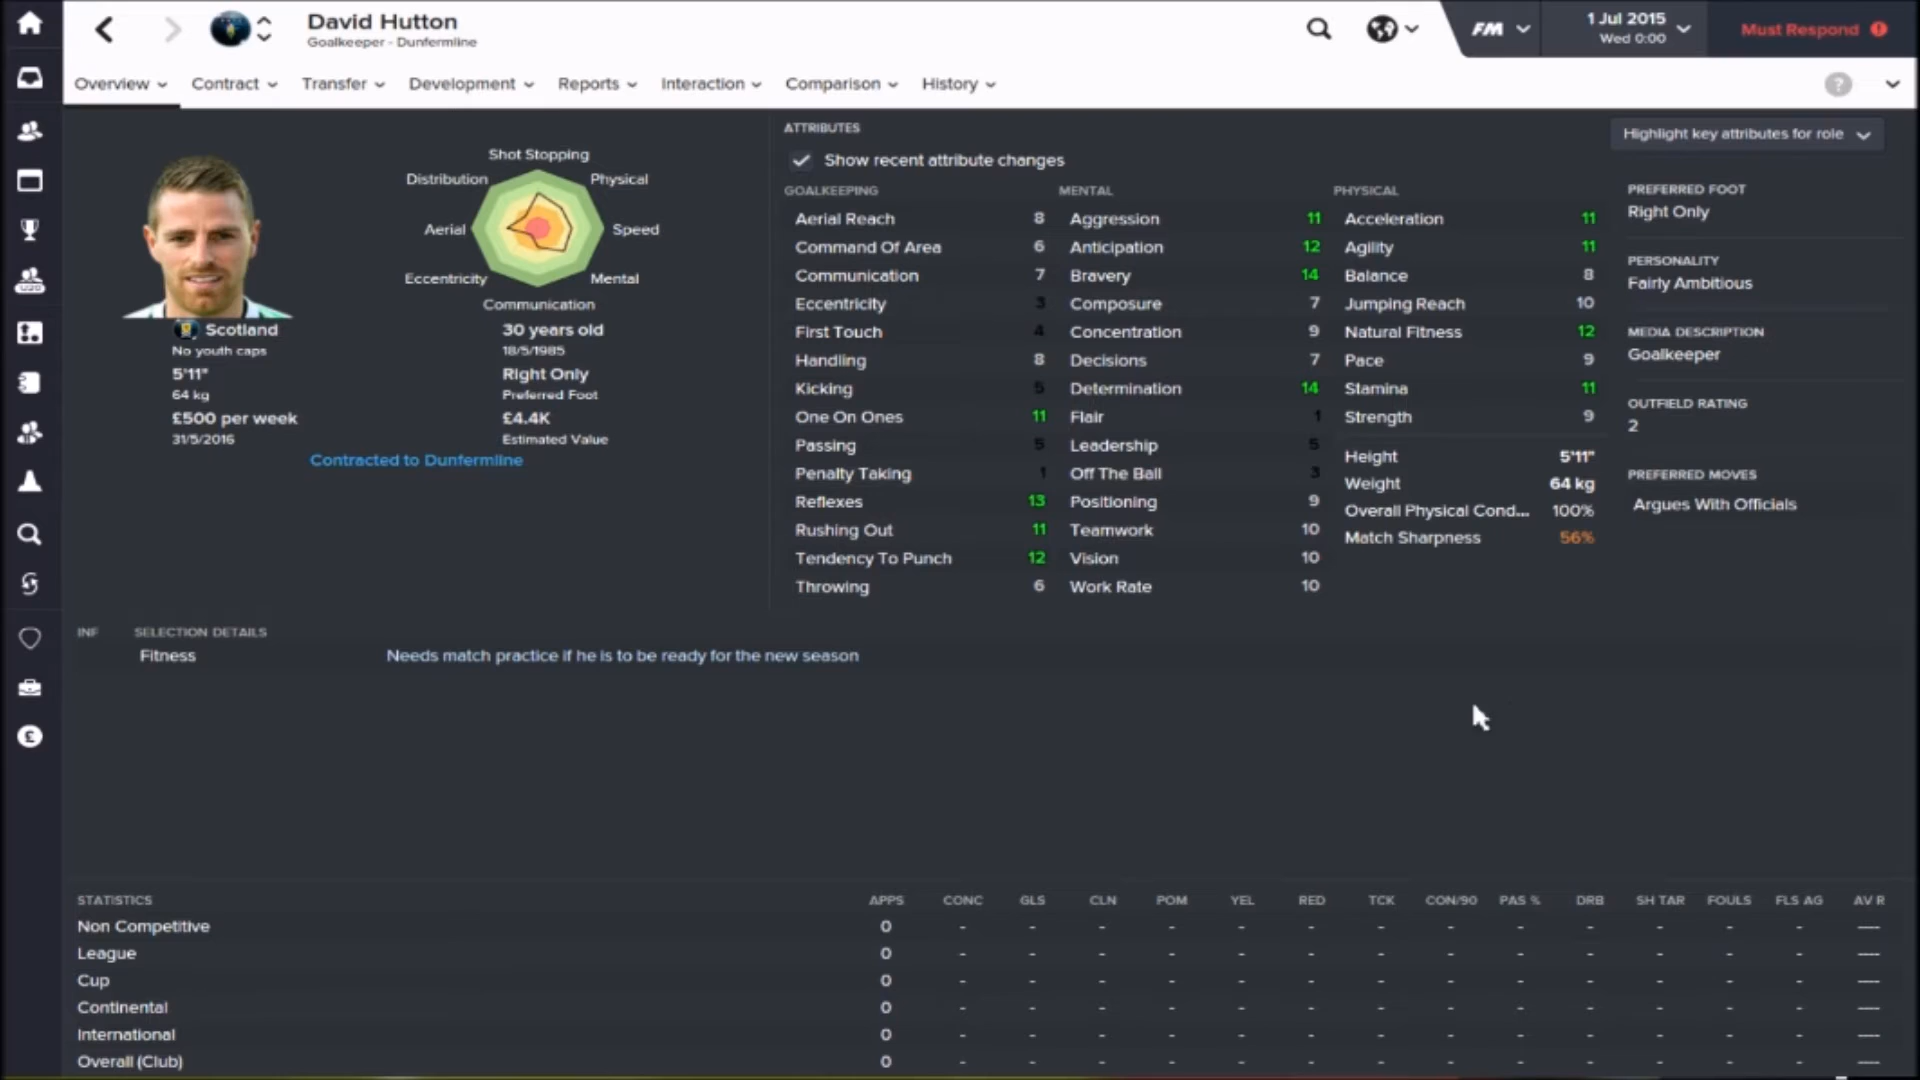 David Hutton
Goalkeeper - Dunfermline
FM
1 Jul 2015
Wed 0:00
Must Respond
Overview
Contract
Transfer
Development
Reports
Interaction
Comparison
History
?
Shot Stopping
Distribution
Physical
Aerial
Speed
Eccentricity
Mental
Communication
Scotland
No youth caps
5'11"
64 kg
£500 per week
31/5/2016
30 years old
18/5/1985
Right Only
Preferred Foot
£4.4K
Estimated Value
Contracted to Dunfermline
ATTRIBUTES
Show recent attribute changes
Highlight key attributes for role
GOALKEEPING
Aerial Reach 8
Command Of Area 6
Communication 7
Eccentricity 3
First Touch 4
Handling 8
Kicking 5
One On Ones 11
Passing 5
Penalty Taking 1
Reflexes 13
Rushing Out 11
Tendency To Punch 12
Throwing 6
MENTAL
Aggression 11
Anticipation 12
Bravery 14
Composure 7
Concentration 9
Decisions 7
Determination 14
Flair 1
Leadership 5
Off The Ball 3
Positioning 9
Teamwork 10
Vision 10
Work Rate 10
PHYSICAL
Acceleration 11
Agility 11
Balance 8
Jumping Reach 10
Natural Fitness 12
Pace 9
Stamina 11
Strength 9
Height 5'11"
Weight 64 kg
Overall Physical Cond... 100%
Match Sharpness 56%
PREFERRED FOOT
Right Only
PERSONALITY
Fairly Ambitious
MEDIA DESCRIPTION
Goalkeeper
OUTFIELD RATING
2
PREFERRED MOVES
Argues With Officials
INF SELECTION DETAILS
Fitness Needs match practice if he is to be ready for the new season
STATISTICS APPS CONC GLS CLN POM YEL RED TCK CON/90 PAS % DRB SH TAR FOULS FLS AG AV R
Non Competitive 0 - - - - - - - - - - - - - ---
League 0 - - - - - - - - - - - - - ---
Cup 0 - - - - - - - - - - - - - ---
Continental 0 - - - - - - - - - - - - - ---
International 0 - - - - - - - - - - - - - ---
Overall (Club) 0 - - - - - - - - - - - - - ---